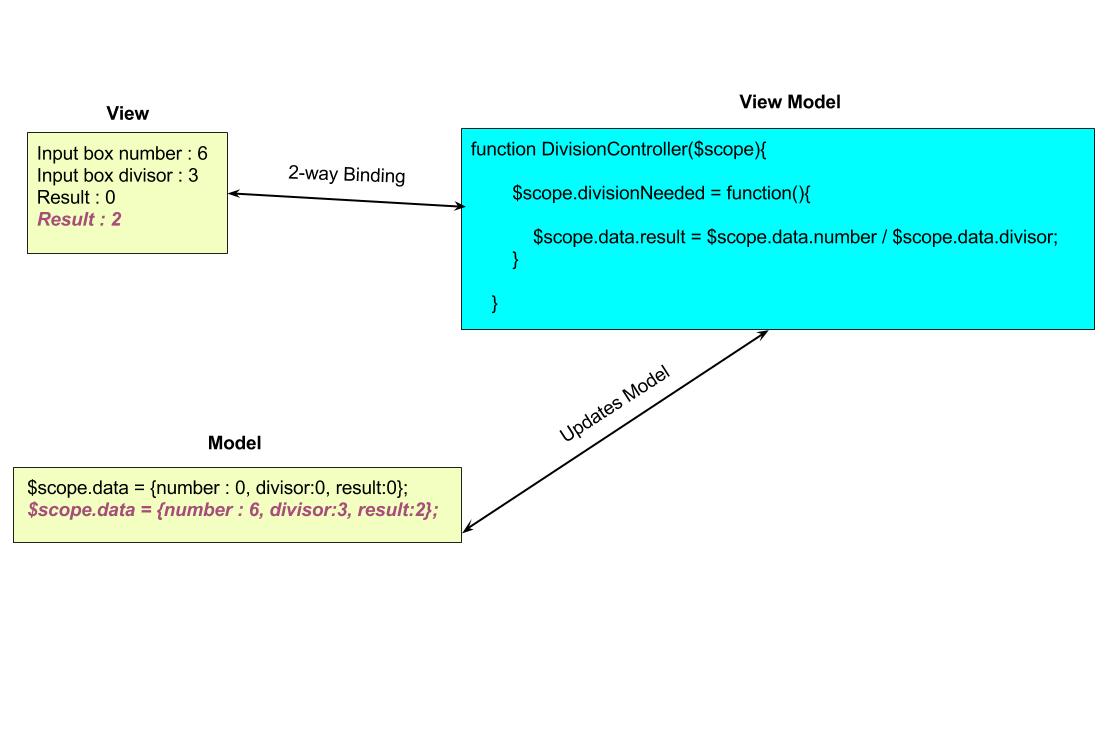 View
Input box number : 6
Input box divisor : 3
Result : 0
Result : 2
2-way Binding
View Model
function DivisionController($scope){
$scope.divisionNeeded = function(){
$scope.data.result = $scope.data.number / $scope.data.divisor;
}
}
Updates Model
Model
$scope.data = {number : 0, divisor:0, result:0};
$scope.data = {number : 6, divisor:3, result:2};